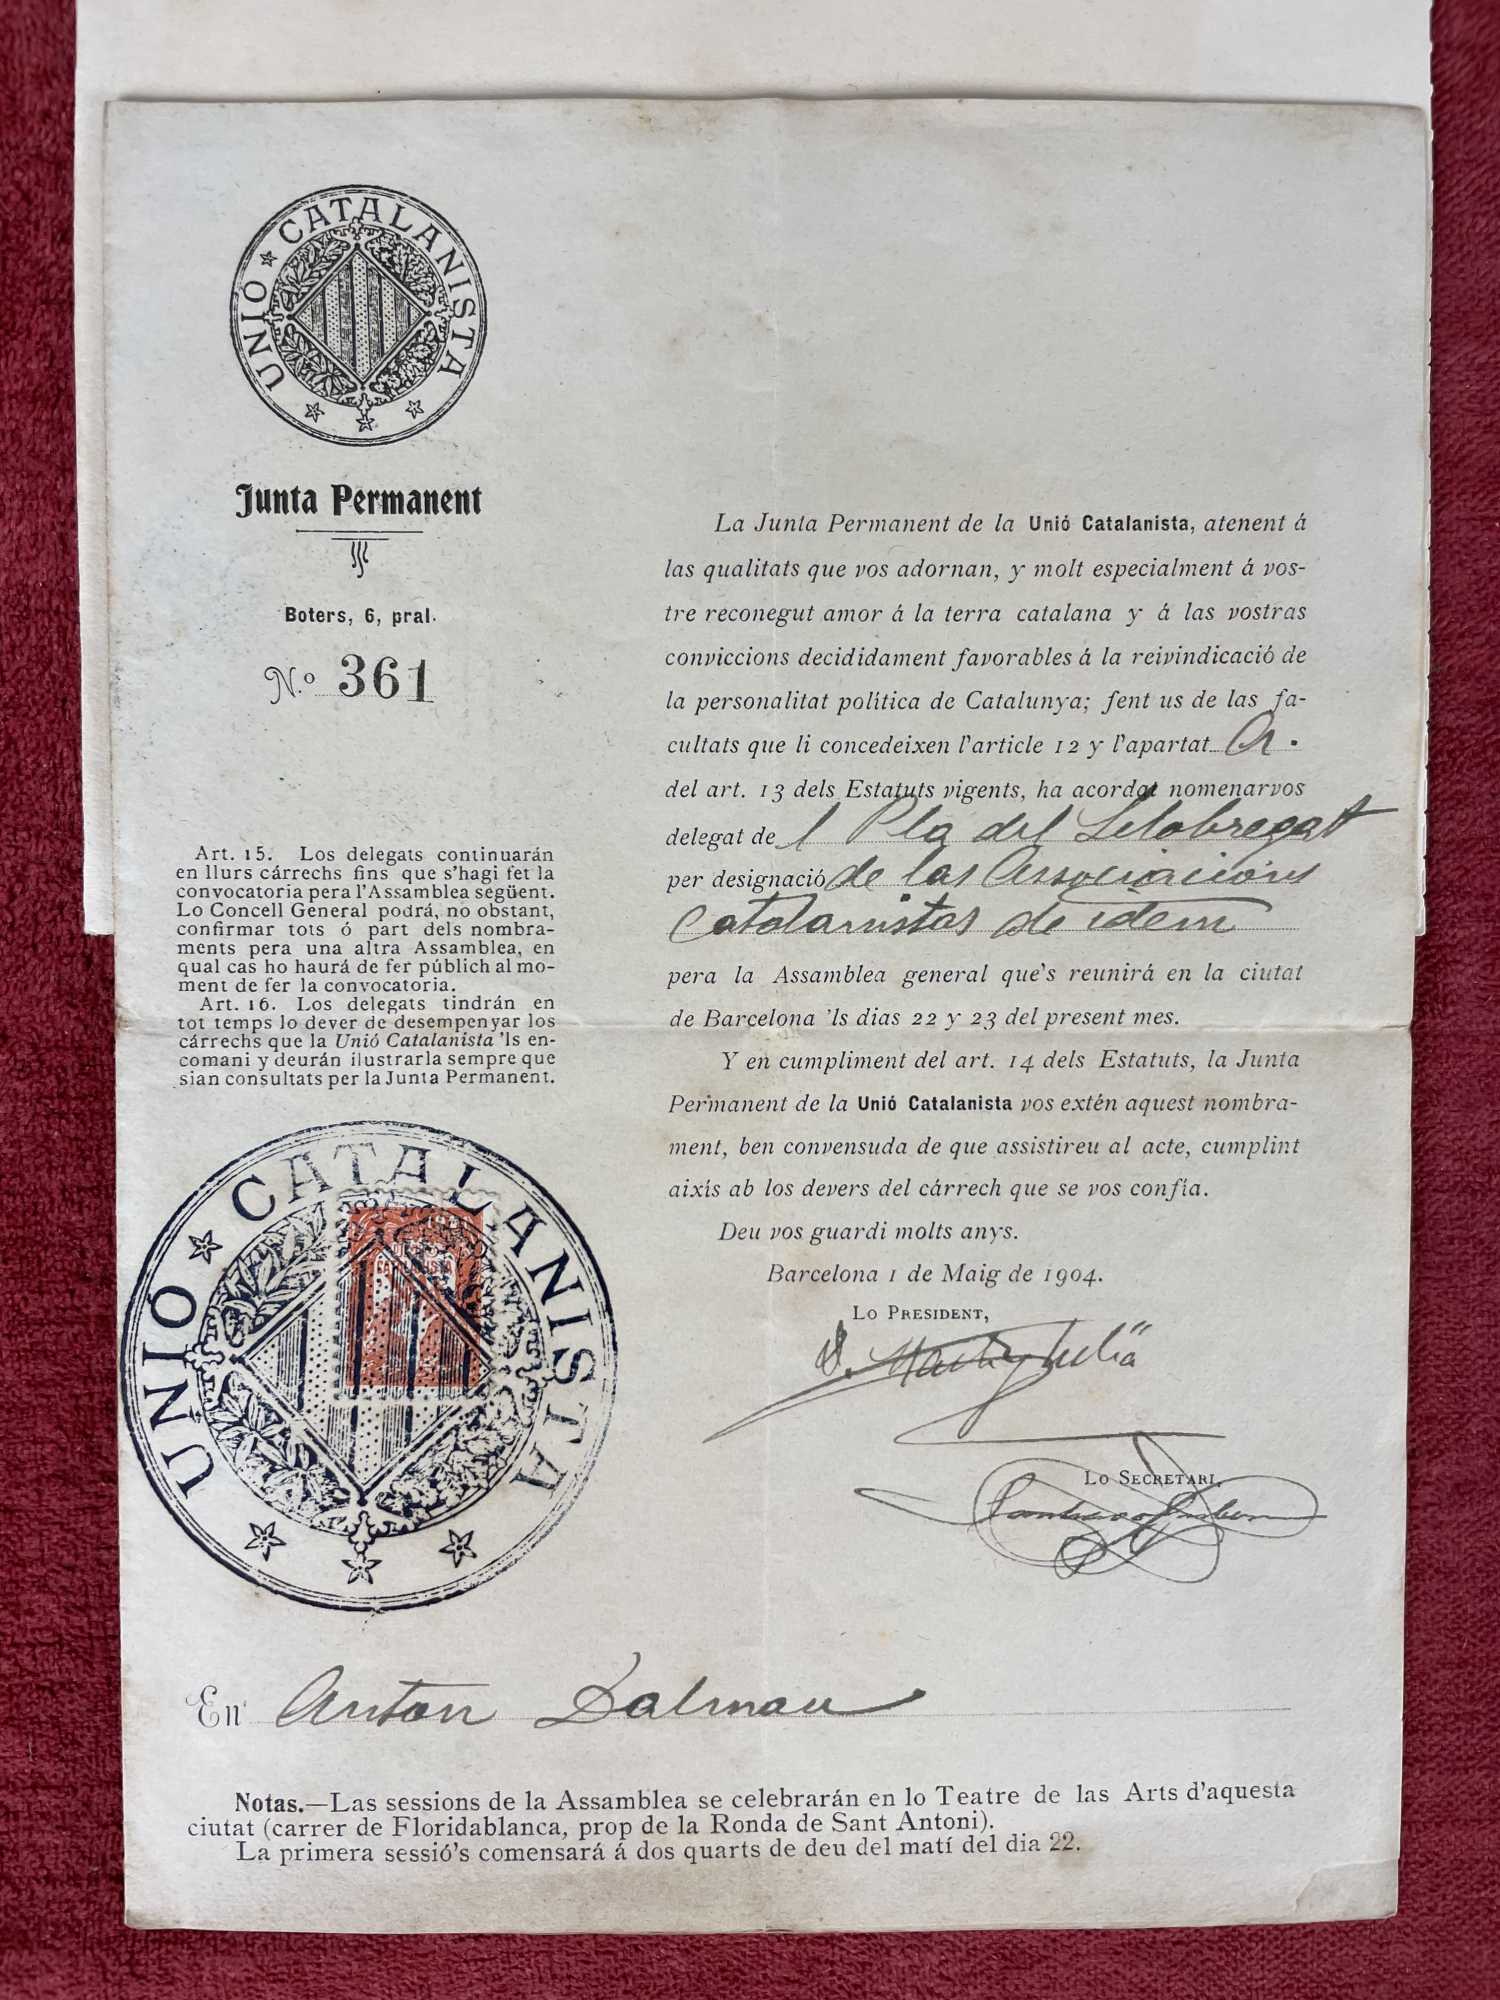 UNIÓ CATALANISTA
Junta Permanent
Boters, 6, pral.
N.º 361
Art. 15. Los delegats continuarán
en llurs cárrechs fins que s'hagi fet la
convocatoria pera l'Assamblea següent.
Lo Concell General podrá, no obstant,
confirmar tots ó part dels nombra-
ments pera una altra Assamblea, en
qual cas ho haurá de fer públich al mo-
ment de fer la convocatoria.
Art. 16. Los delegats tindrán en
tot temps lo dever de desempenyar los
cárrechs que la Unió Catalanista 'ls en-
comani y deurán ilustrarla sempre que
sian consultats per la Junta Permanent.
UNIÓ CATALANISTA
CATALANISTA
La Junta Permanent de la Unió Catalanista, atenent á
las qualitats que vos adornan, y molt especialment á vos-
tre reconegut amor á la terra catalana y á las vostras
conviccions decididament favorables á la reivindicació de
la personalitat política de Catalunya; fent us de las fa-
cultats que li concedeixen l'article 12 y l'apartat A.
del art. 13 dels Estatuts vigents, ha acordat nomenarvos
delegat de l Pla del Llobregat
per designació de las Associacions
Catalanistas de idem
pera la Assamblea general que's reunirá en la ciutat
de Barcelona 'ls dias 22 y 23 del present mes.
Y en cumpliment del art. 14 dels Estatuts, la Junta
Permanent de la Unió Catalanista vos extén aquest nombra-
ment, ben convensuda de que assistireu al acte, cumplint
aixís ab los devers del cárrech que se vos confía.
Deu vos guardi molts anys.
Barcelona 1 de Maig de 1904.
Lo President,
D. Martí y Juliá
Lo Secretari,
En Anton Dalmau
Notas.—Las sessions de la Assamblea se celebrarán en lo Teatre de las Arts d'aquesta
ciutat (carrer de Floridablanca, prop de la Ronda de Sant Antoni).
La primera sessió's comensará á dos quarts de deu del matí del dia 22.